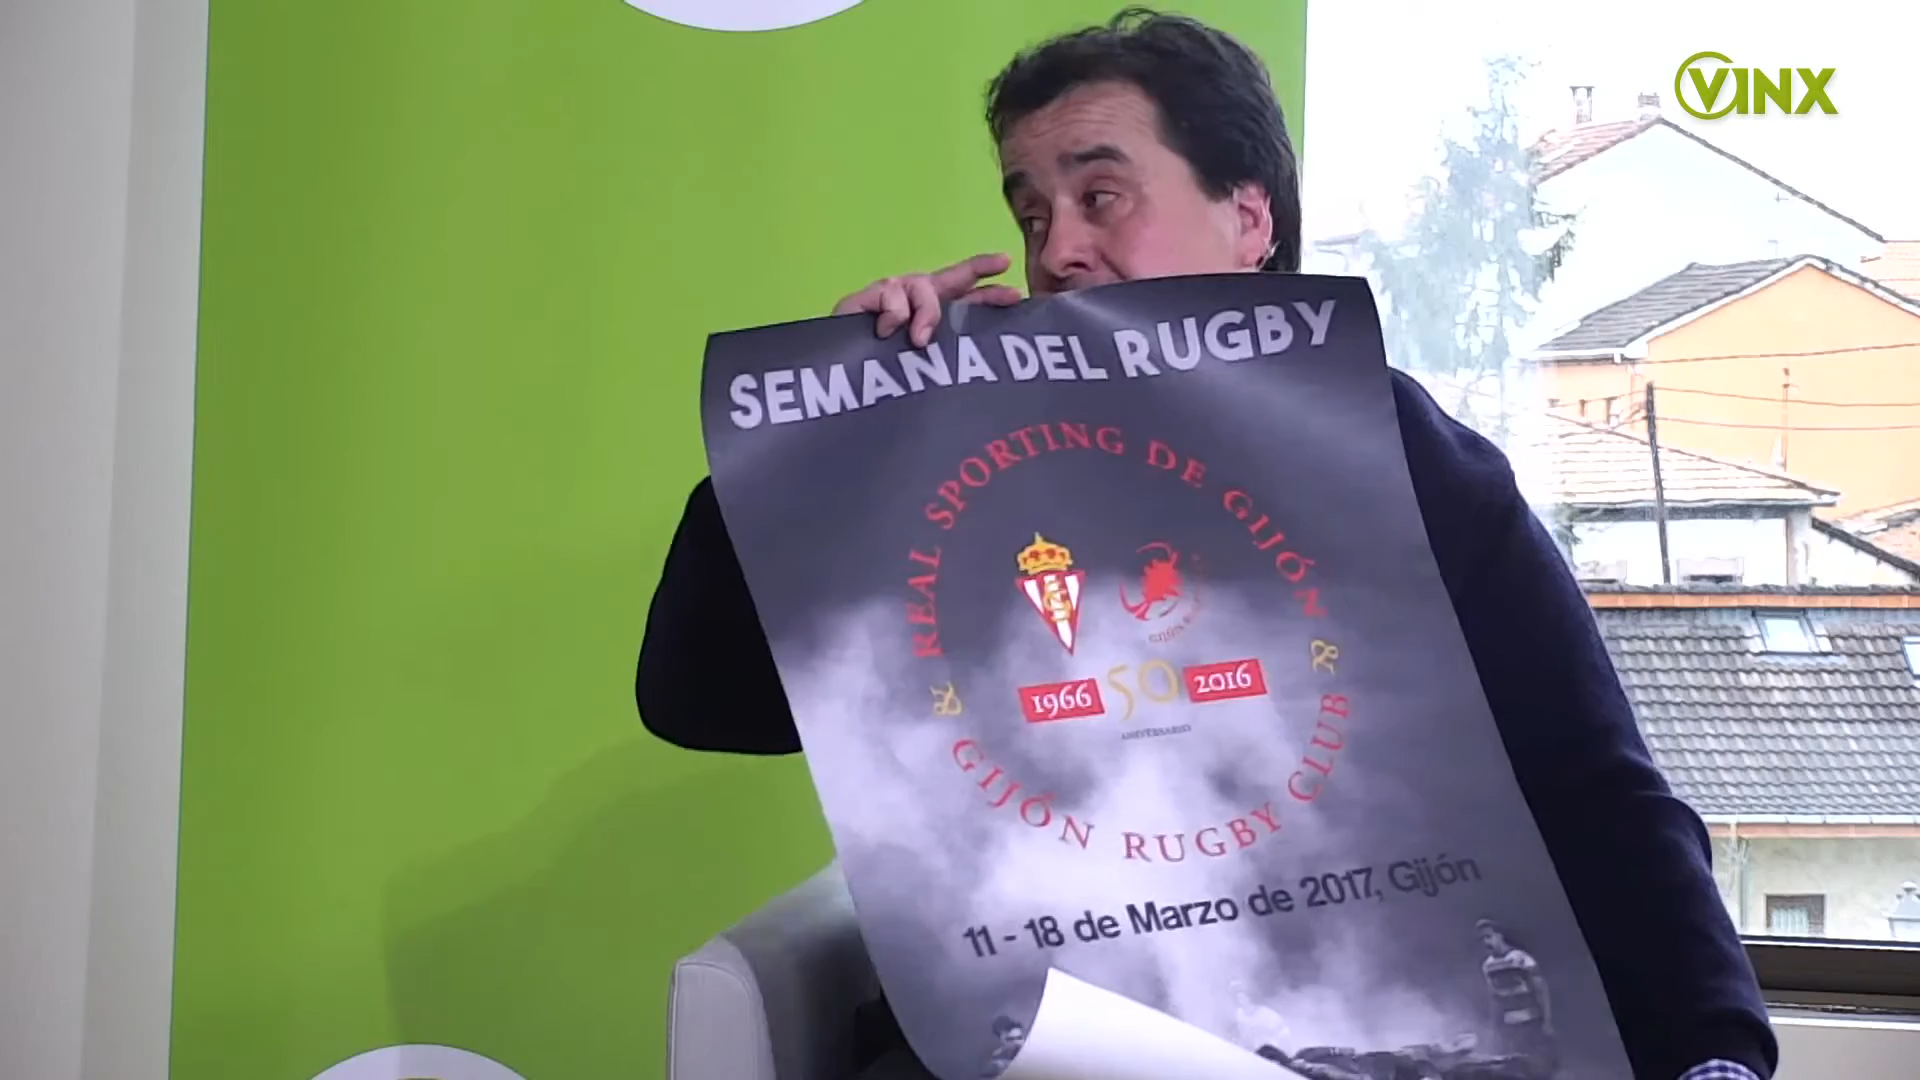 VINX
SEMANA DEL RUGBY
REAL SPORTING DE GIJÓN
1966 50 2016
ANIVERSARIO
& GIJÓN RUGBY CLUB &
11 - 18 de Marzo de 2017, Gijón